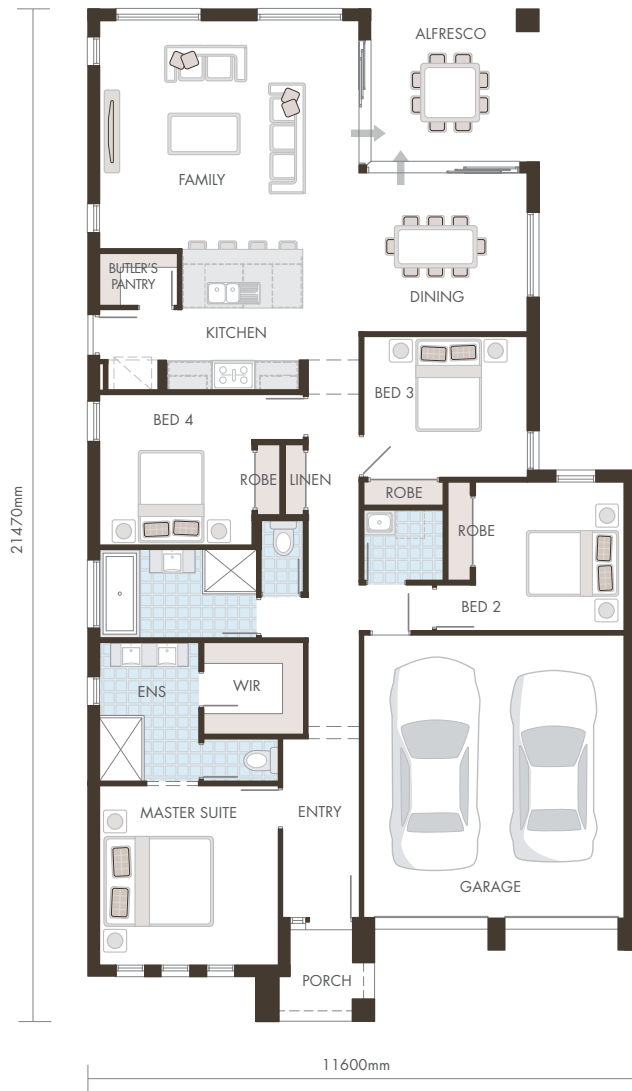 ALFRESCO
FAMILY
BUTLER'S
PANTRY
DINING
KITCHEN
BED 3
BED 4
ROBE
LINEN
ROBE
ROBE
BED 2
21470mm
ENS
WIR
MASTER SUITE
ENTRY
GARAGE
PORCH
11600mm